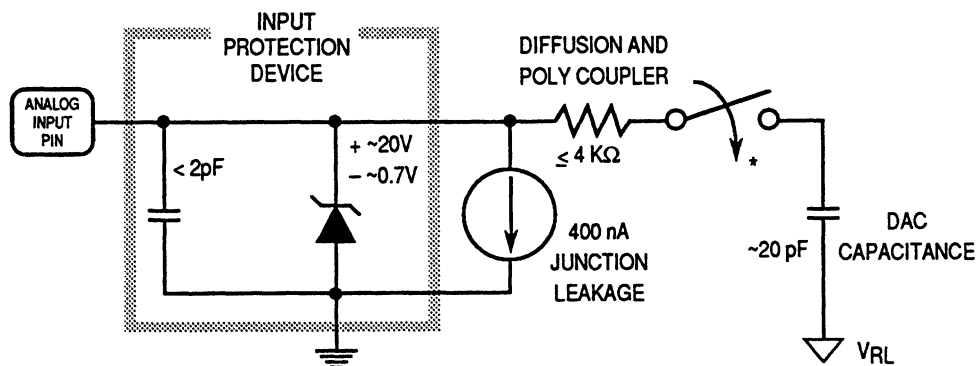 INPUT
PROTECTION
DEVICE
DIFFUSION AND
POLY COUPLER
ANALOG
INPUT
PIN
< 2pF
+ ~20V
– ~0.7V
≤ 4 KΩ
*
400 nA
JUNCTION
LEAKAGE
~20 pF
DAC
CAPACITANCE
VRL